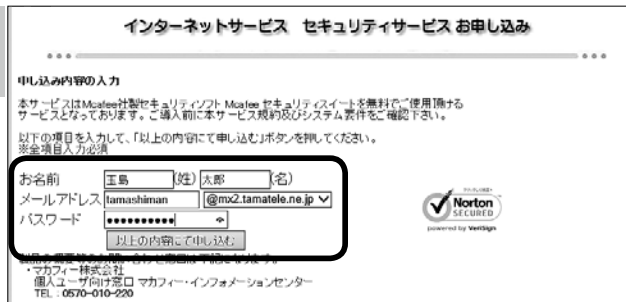 インターネットサービス セキュリティサービス お申し込み
申し込み内容の入力
本サービスはMcafee社製セキュリティソフト Mcafee セキュリティスイートを無料でご使用頂ける
サービスとなっております。ご導入前に本サービス規約及びシステム要件をご確認下さい。
以下の項目を入力して、「以上の内容にて申し込む」ボタンを押してください。
※全項目入力必須
お名前 玉島 (姓) 太郎 (名)
メールアドレス tamashiman @mx2.tamatele.ne.jp
パスワード ●●●●●●●●●●
以上の内容にて申し込む
Norton
SECURED
powered by VeriSign
・マカフィー株式会社
個人ユーザ向け窓口 マカフィー・インフォメーションセンター
TEL：0570-010-220